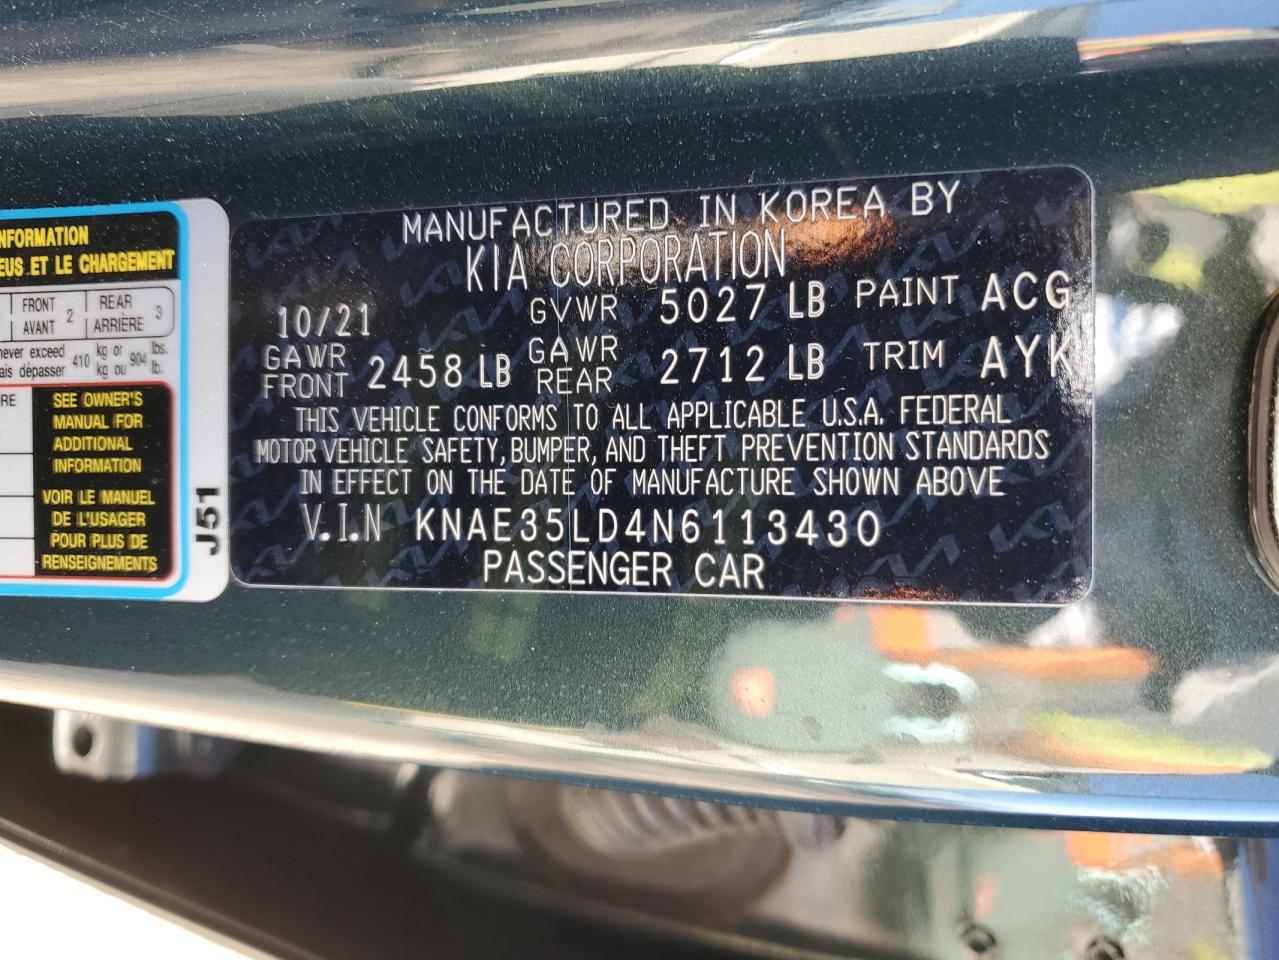 NFORMATION
EUS ET LE CHARGEMENT
FRONT
AVANT 2
REAR
ARRIÈRE 3
never exceed 410 kg or 904 lbs.
ais dépasser kg ou lb.
RE
SEE OWNER'S
MANUAL FOR
ADDITIONAL
INFORMATION
VOIR LE MANUEL
DE L'USAGER
POUR PLUS DE
RENSEIGNEMENTS
J51
MANUFACTURED IN KOREA BY
KIA CORPORATION
10/21 GVWR 5027 LB PAINT ACG
GAWR FRONT 2458 LB GAWR REAR 2712 LB TRIM AYK
THIS VEHICLE CONFORMS TO ALL APPLICABLE U.S.A. FEDERAL
MOTOR VEHICLE SAFETY, BUMPER, AND THEFT PREVENTION STANDARDS
IN EFFECT ON THE DATE OF MANUFACTURE SHOWN ABOVE
V.I.N KNAE35LD4N6113430
PASSENGER CAR